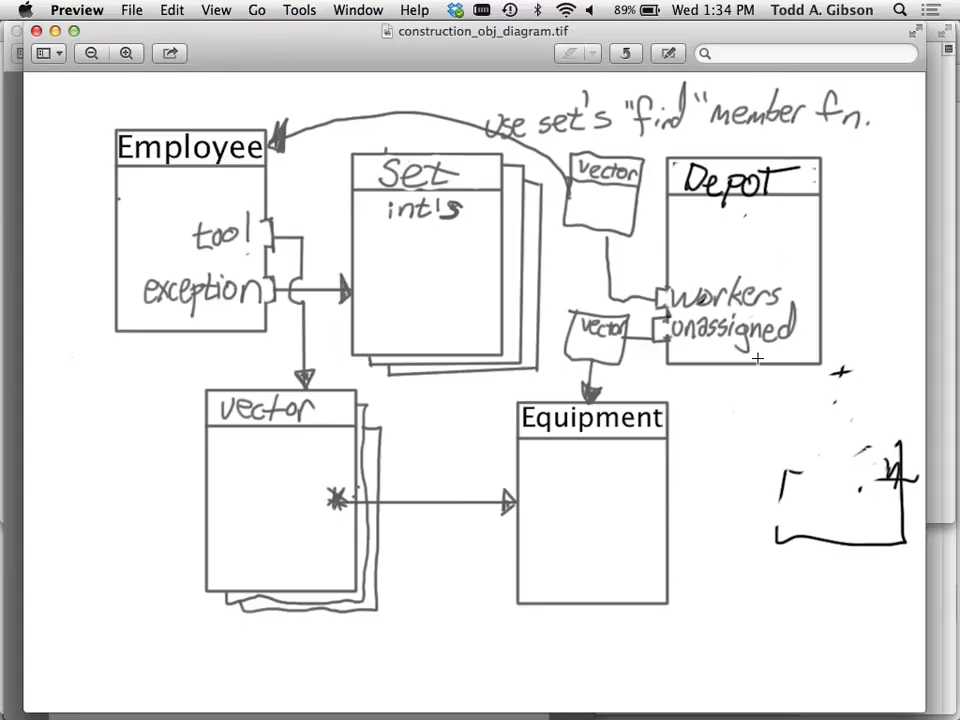 Preview File Edit View Go Tools Window Help 89% Wed 1:34 PM Todd A. Gibson
construction_obj_diagram.tif
use set's "find" member fn.
Employee
Set
vector
DEPOT
int's
tool
exception
workers
vector
unassigned
vector
Equipment